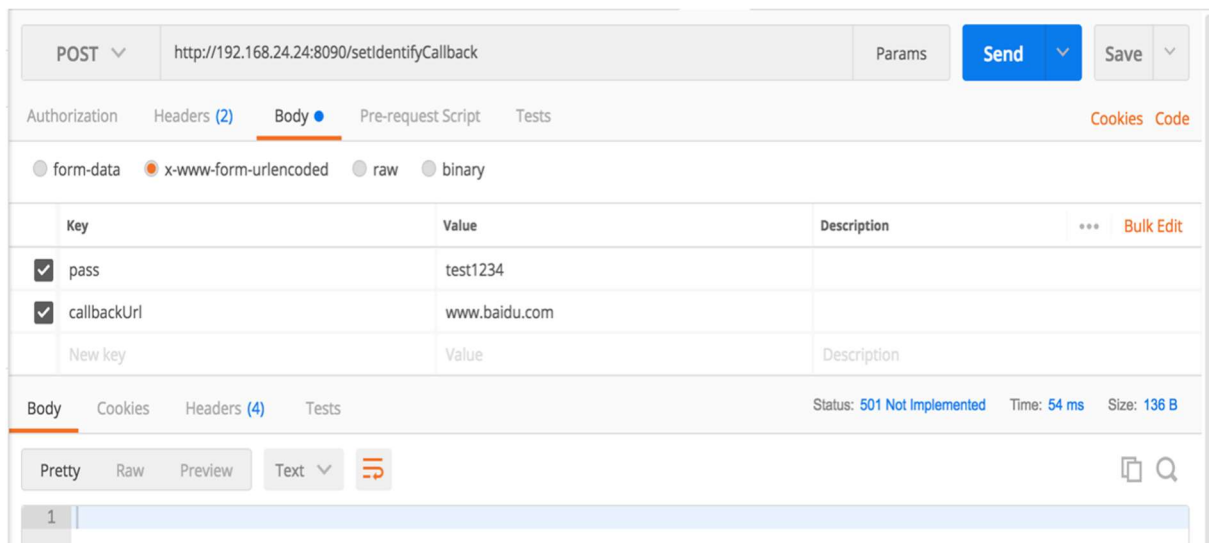 POST http://192.168.24.24:8090/setIdentifyCallback Params Send Save
Authorization Headers (2) Body Pre-request Script Tests Cookies Code
form-data x-www-form-urlencoded raw binary
Key Value Description Bulk Edit
pass test1234
callbackUrl www.baidu.com
New key Value Description
Body Cookies Headers (4) Tests Status: 501 Not Implemented Time: 54 ms Size: 136 B
Pretty Raw Preview Text
1